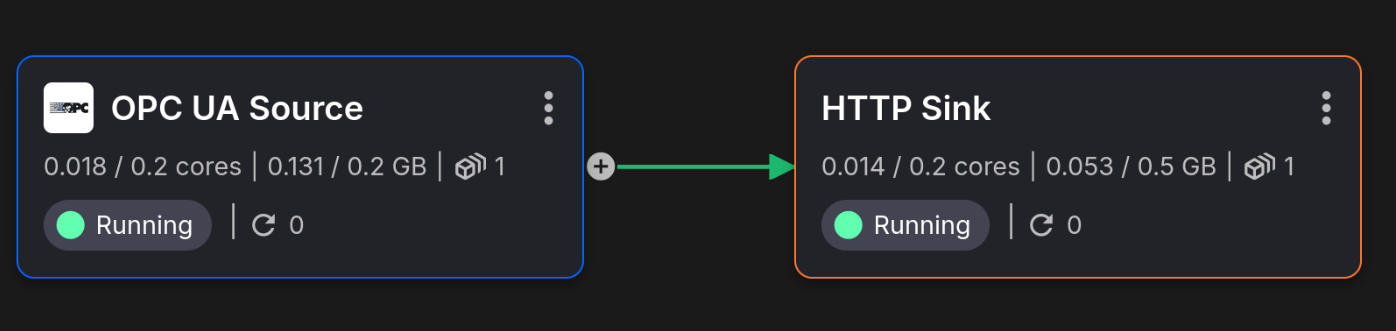 OPC OPC UA Source
0.018 / 0.2 cores | 0.131 / 0.2 GB | 1
Running | 0
HTTP Sink
0.014 / 0.2 cores | 0.053 / 0.5 GB | 1
Running | 0